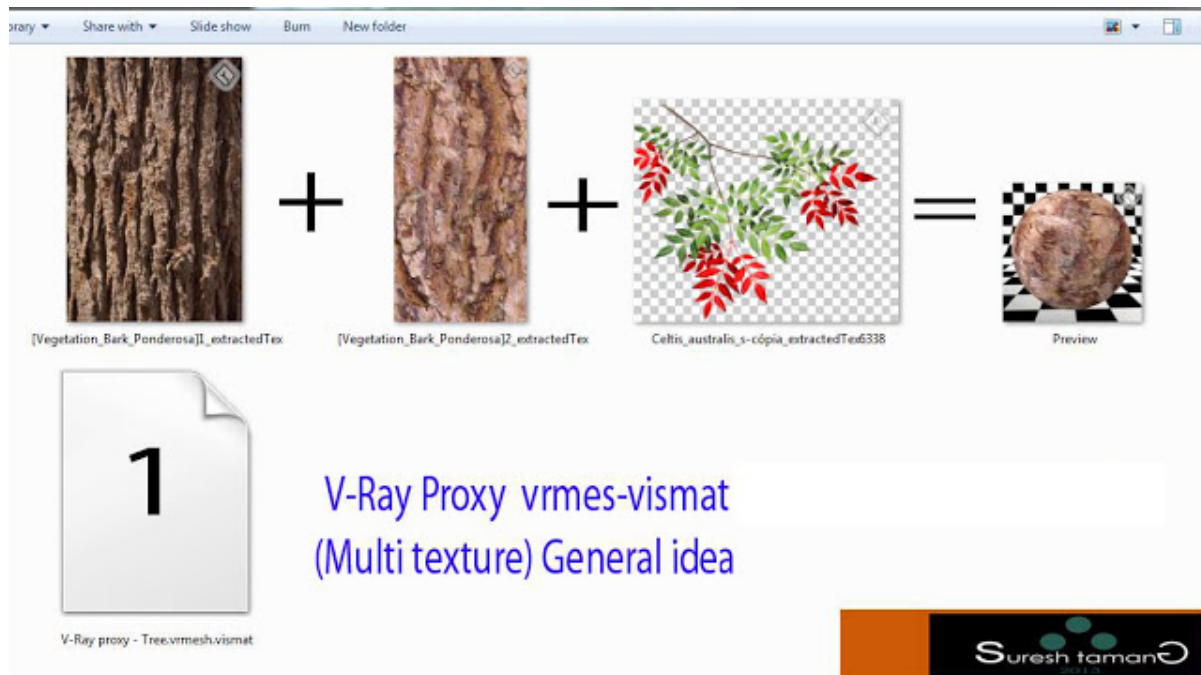 brary Share with Slide show Burn New folder
+ + =
[Vegetation_Bark_Ponderosa]1_extractedTex [Vegetation_Bark_Ponderosa]2_extractedTex Celtis_australis_s-cópia_extractedTex6338 Preview
1
V-Ray Proxy vrmes-vismat
(Multi texture) General idea
V-Ray proxy - Tree.vrmesh.vismat
Suresh tamanG
2013